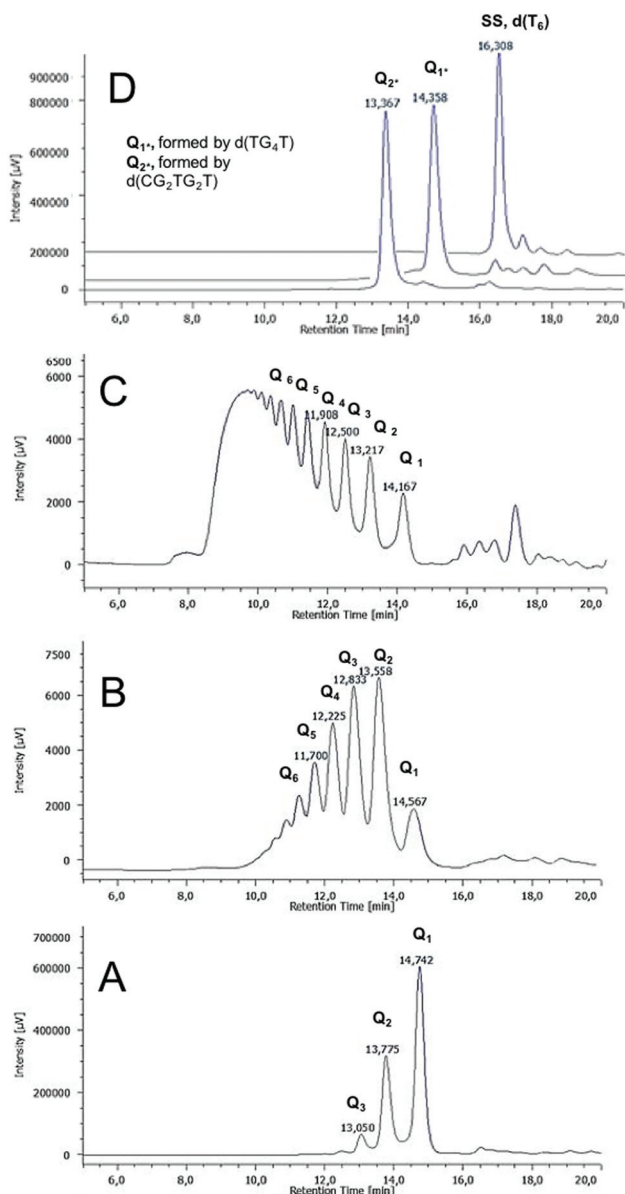 SS, d(T6)
16,308
Q2*
Q1*
13,367
14,358
D
Q1*, formed by d(TG4T)
Q2*, formed by
d(CG2TG2T)
Intensity [µV]
900000
800000
600000
400000
200000
0
6,0 8,0 10,0 12,0 14,0 16,0 18,0 20,0
Retention Time [min]
C
Q 6
Q 5
Q 4
Q 3
Q 2
Q 1
11,908
12,500
13,217
14,167
Intensity [µV]
6500
6000
4000
2000
0
6,0 8,0 10,0 12,0 14,0 16,0 18,0 20,0
Retention Time [min]
B
Q3
Q2
12,833
13,558
Q4
12,225
Q5
11,700
Q6
Q1
14,567
Intensity [µV]
7500
6000
4000
2000
0
6,0 8,0 10,0 12,0 14,0 16,0 18,0 20,0
Retention Time [min]
A
Q1
14,742
Q2
13,775
Q3
13,050
Intensity [µV]
700000
600000
400000
200000
0
6,0 8,0 10,0 12,0 14,0 16,0 18,0 20,0
Retention Time [min]